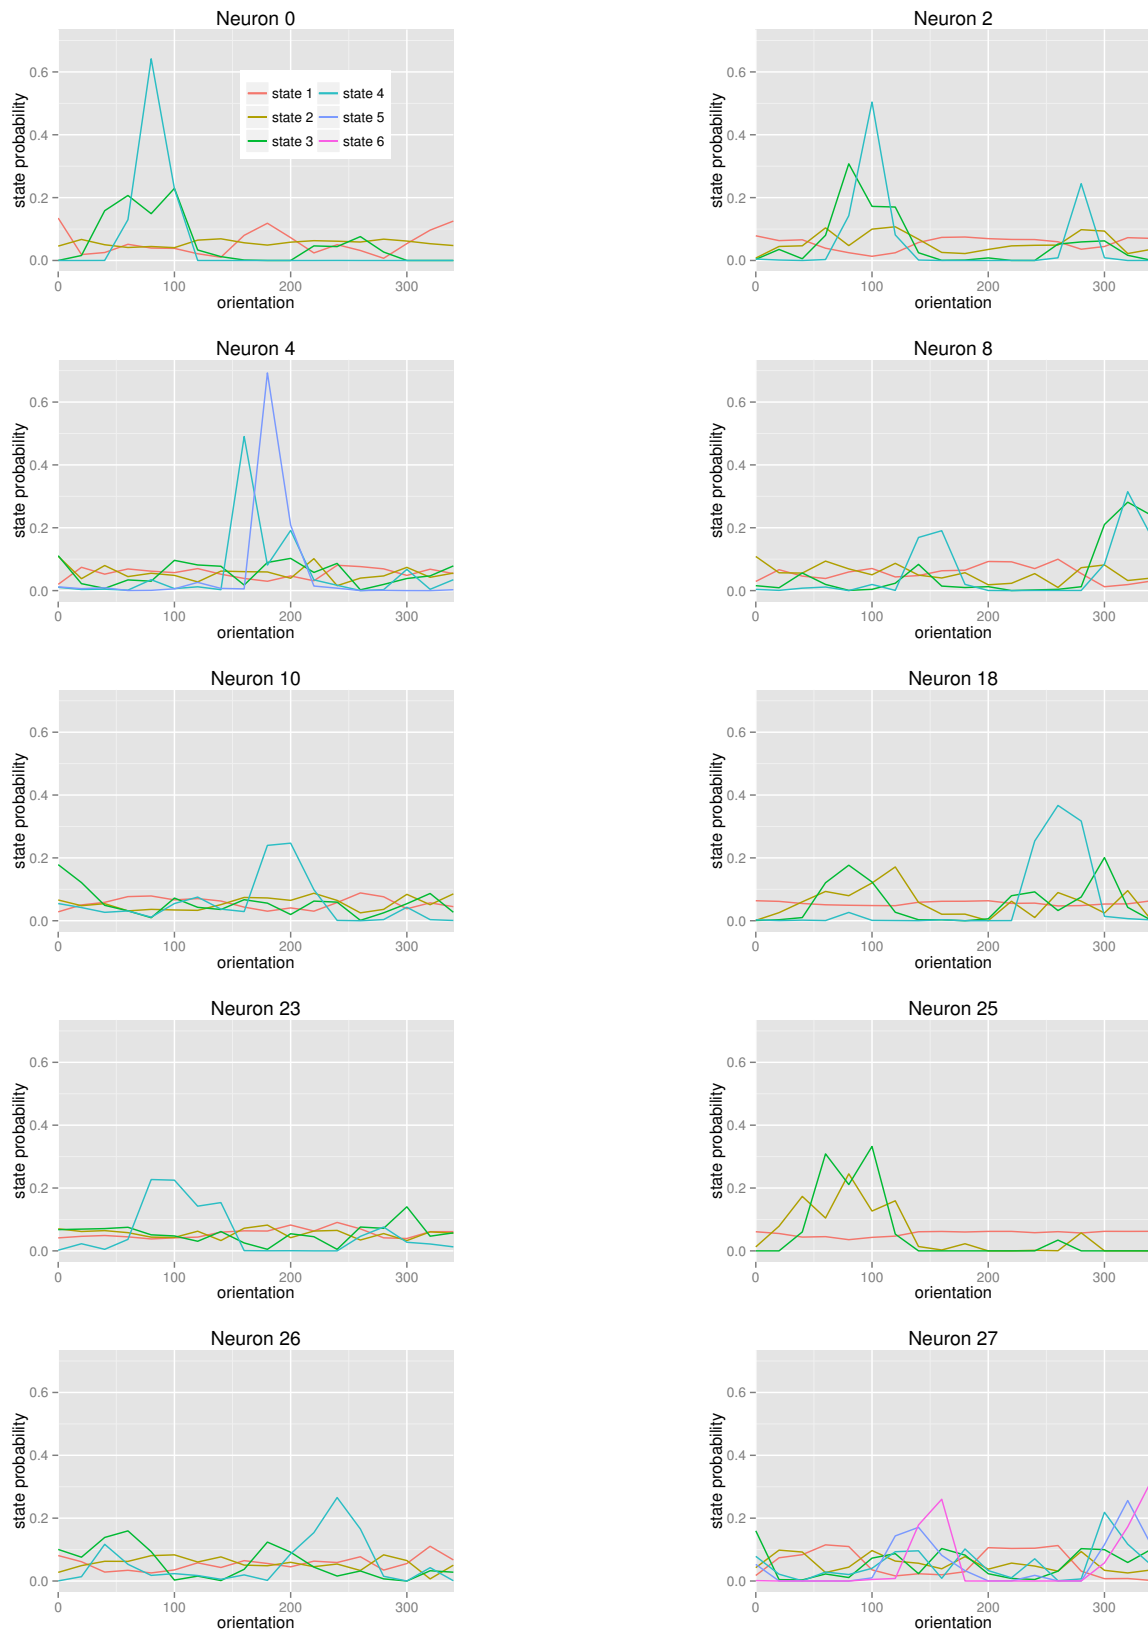 Neuron 0
state probability
0.6
0.4
0.2
0.0
state 1
state 2
state 3
state 4
state 5
state 6
0
100
200
300
orientation
Neuron 2
state probability
0.6
0.4
0.2
0.0
0
100
200
300
orientation
Neuron 4
state probability
0.6
0.4
0.2
0.0
0
100
200
300
orientation
Neuron 8
state probability
0.6
0.4
0.2
0.0
0
100
200
300
orientation
Neuron 10
state probability
0.6
0.4
0.2
0.0
0
100
200
300
orientation
Neuron 18
state probability
0.6
0.4
0.2
0.0
0
100
200
300
orientation
Neuron 23
state probability
0.6
0.4
0.2
0.0
0
100
200
300
orientation
Neuron 25
state probability
0.6
0.4
0.2
0.0
0
100
200
300
orientation
Neuron 26
state probability
0.6
0.4
0.2
0.0
0
100
200
300
orientation
Neuron 27
state probability
0.6
0.4
0.2
0.0
0
100
200
300
orientation